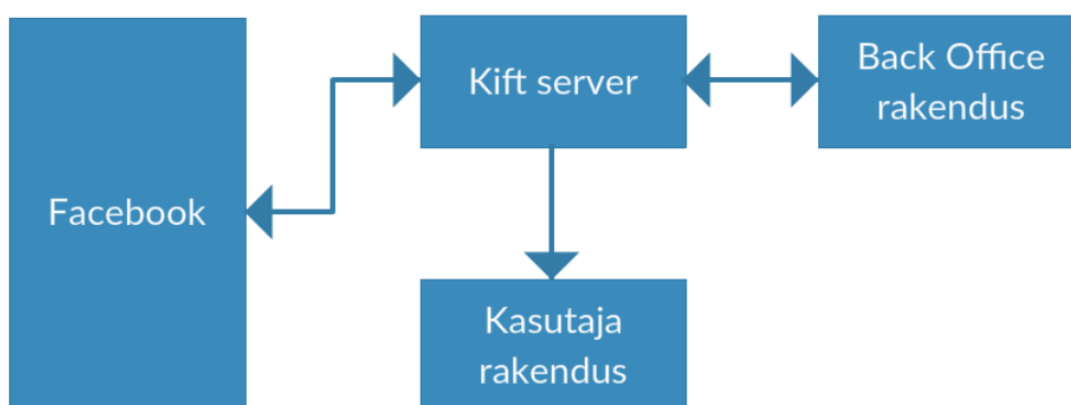 Facebook
Kift server
Back Office
rakendus
Kasutaja
rakendus